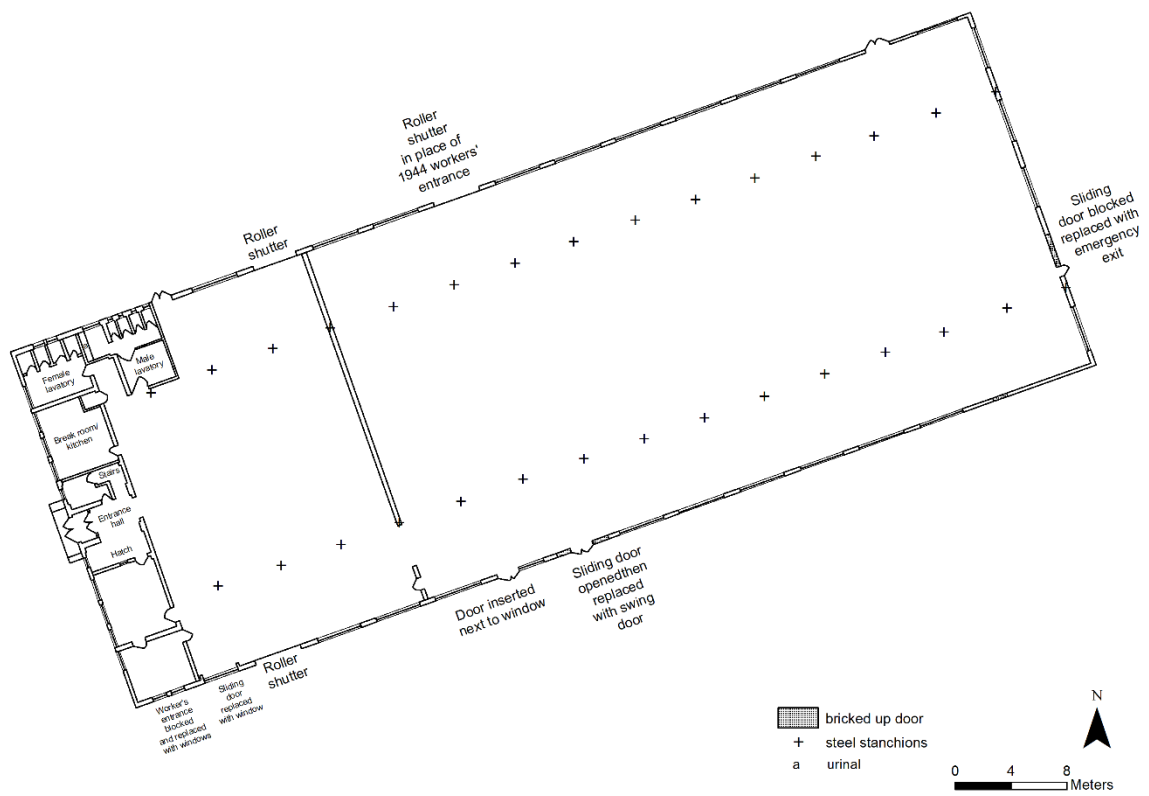 Roller
shutter
in place of
1944 workers'
entrance
Roller
shutter
Sliding
door blocked
replaced with
emergency
exit
Male
lavatory
Female
lavatory
Break room/
kitchen
Stairs
Entrance
hall
Hatch
Door inserted
next to window
Sliding door
openedthen
replaced
with swing
door
Roller
shutter
Sliding
door
replaced
with window
Worker's
entrance
blocked
and replaced
with windows
bricked up door
steel stanchions
a urinal
N
0 4 8
Meters